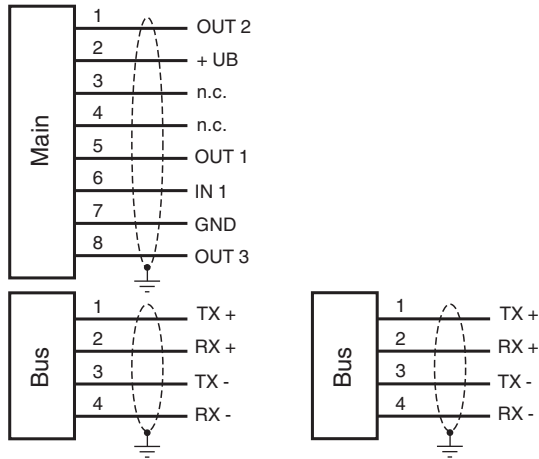 Main
1 OUT 2
2 + UB
3 n.c.
4 n.c.
5 OUT 1
6 IN 1
7 GND
8 OUT 3
Bus
1 TX +
2 RX +
3 TX -
4 RX -
Bus
1 TX +
2 RX +
3 TX -
4 RX -